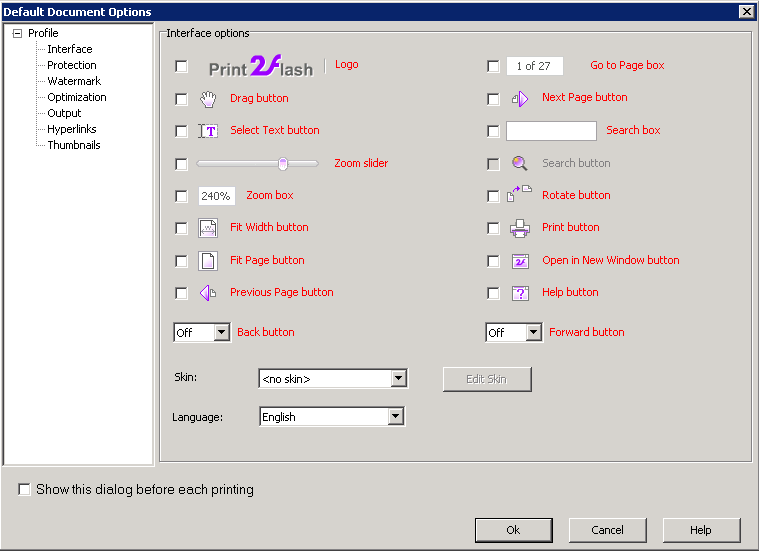 Default Document Options
Profile
Interface
Protection
Watermark
Optimization
Output
Hyperlinks
Thumbnails
Interface options
Print2Flash
Logo
Drag button
T
Select Text button
Zoom slider
240%
Zoom box
W
Fit Width button
Fit Page button
Previous Page button
Off
Back button
1 of 27
Go to Page box
Next Page button
Search box
Search button
Rotate button
Print button
2f
Open in New Window button
?
Help button
Off
Forward button
Skin:
<no skin>
Edit Skin
Language:
English
Show this dialog before each printing
Ok
Cancel
Help